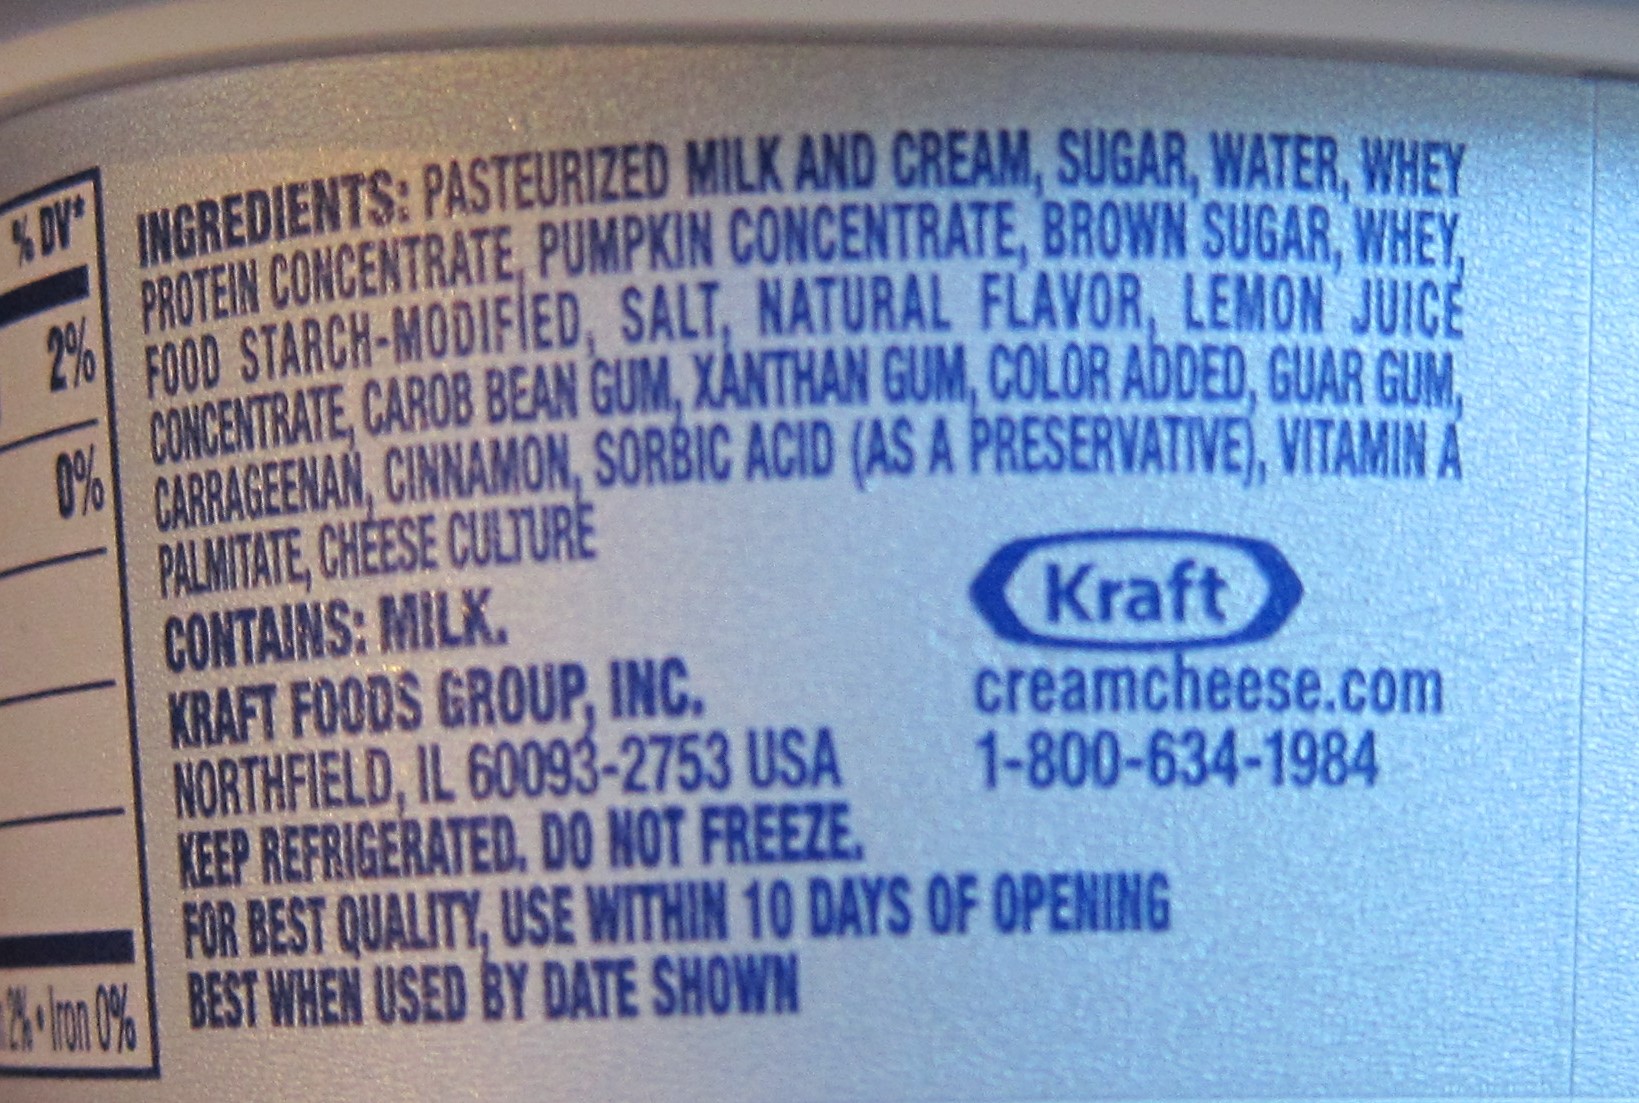 % DV*
2%
0%
2% • Iron 0%
INGREDIENTS: PASTEURIZED MILK AND CREAM, SUGAR, WATER, WHEY
PROTEIN CONCENTRATE, PUMPKIN CONCENTRATE, BROWN SUGAR, WHEY,
FOOD STARCH-MODIFIED, SALT, NATURAL FLAVOR, LEMON JUICE
CONCENTRATE, CAROB BEAN GUM, XANTHAN GUM, COLOR ADDED, GUAR GUM,
CARRAGEENAN, CINNAMON, SORBIC ACID (AS A PRESERVATIVE), VITAMIN A
PALMITATE, CHEESE CULTURE
CONTAINS: MILK.
KRAFT FOODS GROUP, INC.
NORTHFIELD, IL 60093-2753 USA
KEEP REFRIGERATED. DO NOT FREEZE.
FOR BEST QUALITY, USE WITHIN 10 DAYS OF OPENING
BEST WHEN USED BY DATE SHOWN
Kraft
creamcheese.com
1-800-634-1984